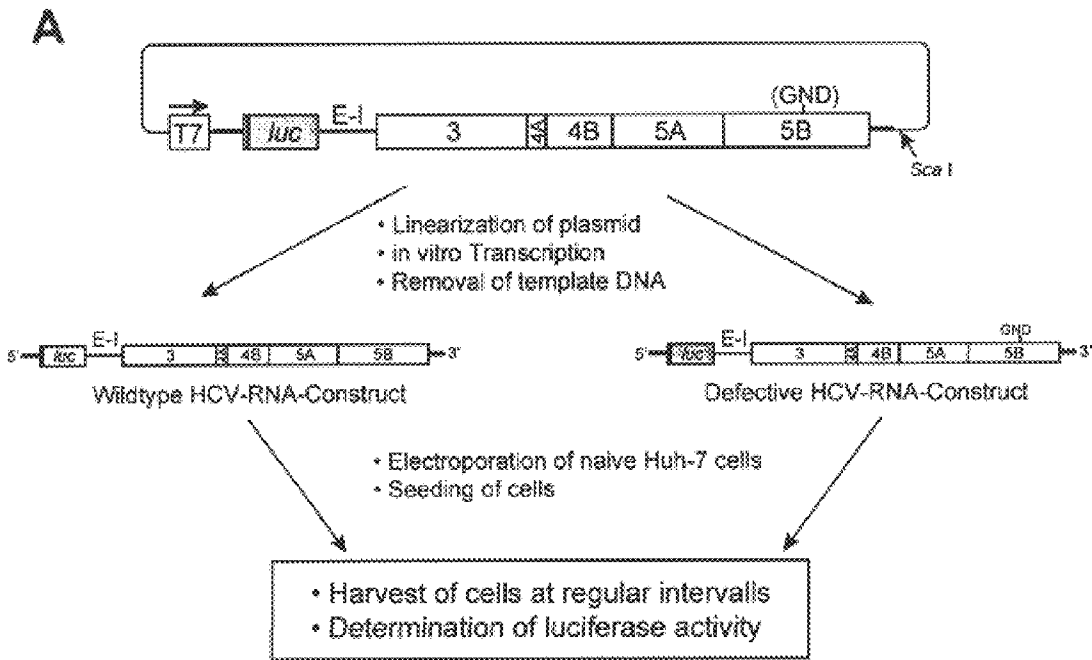 A
(GND)
T7 luc E-I 3 4A 4B 5A 5B
Sca I
• Linearization of plasmid
• in vitro Transcription
• Removal of template DNA
5' luc E-I 3 4B 5A 5B 3'
Wildtype HCV-RNA-Construct
GND
5' luc E-I 3 4B 5A 5B 3'
Defective HCV-RNA-Construct
• Electroporation of naive Huh-7 cells
• Seeding of cells
• Harvest of cells at regular intervalls
• Determination of luciferase activity